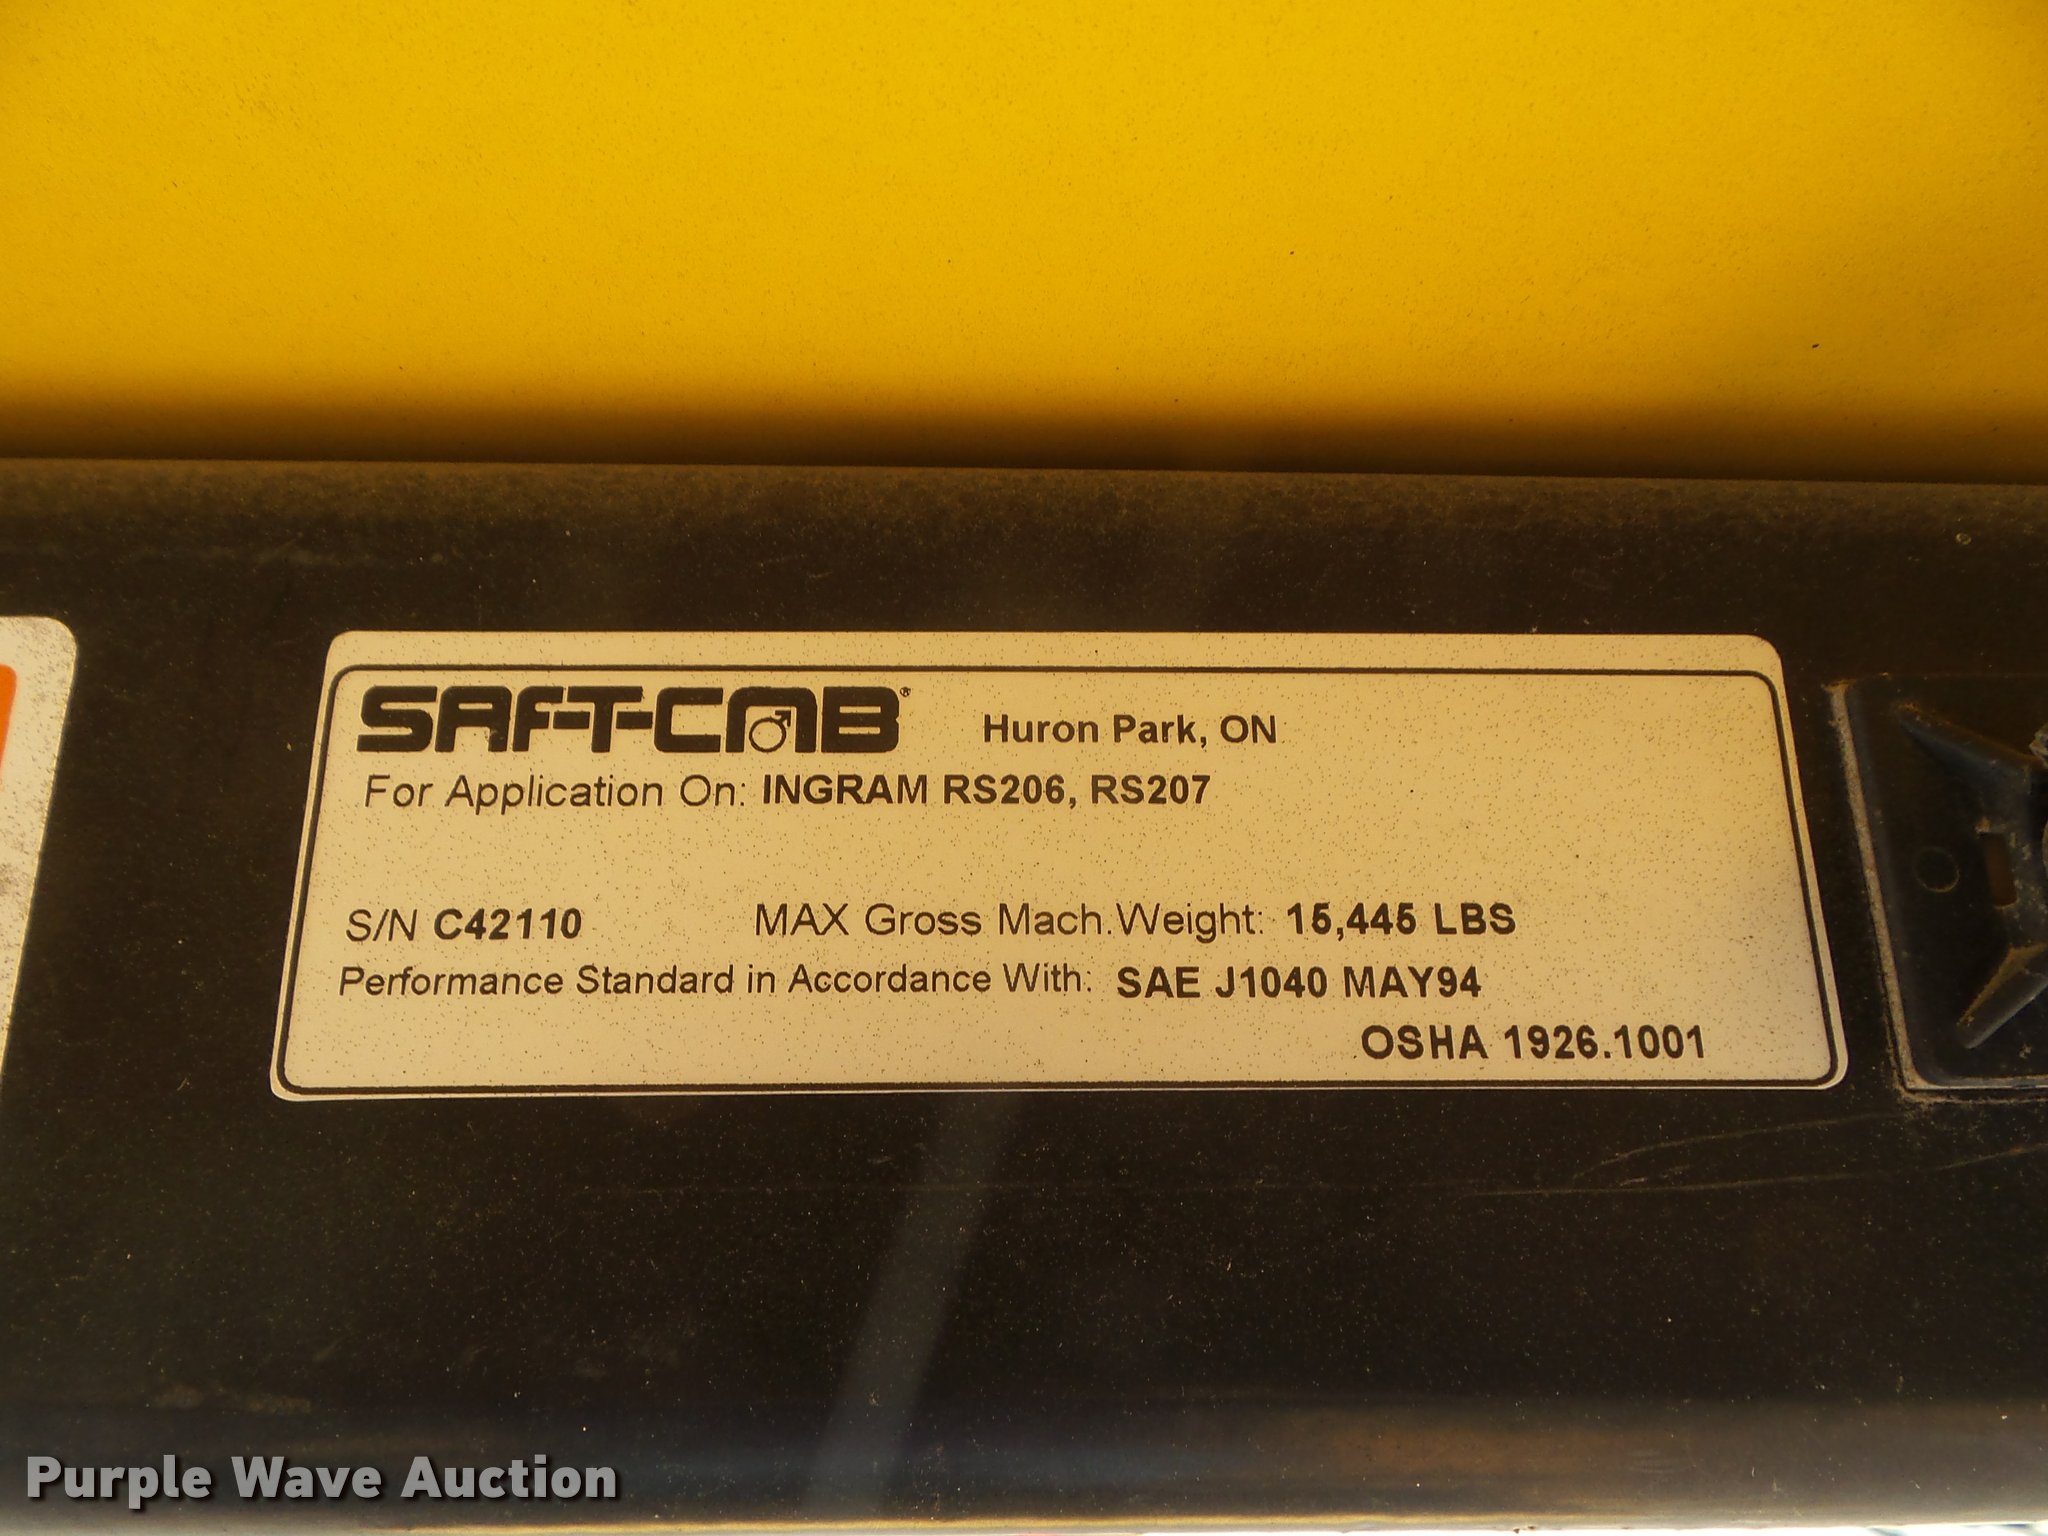 SAF-T-CAB® Huron Park, ON
For Application On: INGRAM RS206, RS207
S/N C42110 MAX Gross Mach.Weight: 15,445 LBS
Performance Standard in Accordance With: SAE J1040 MAY94
OSHA 1926.1001
Purple Wave Auction